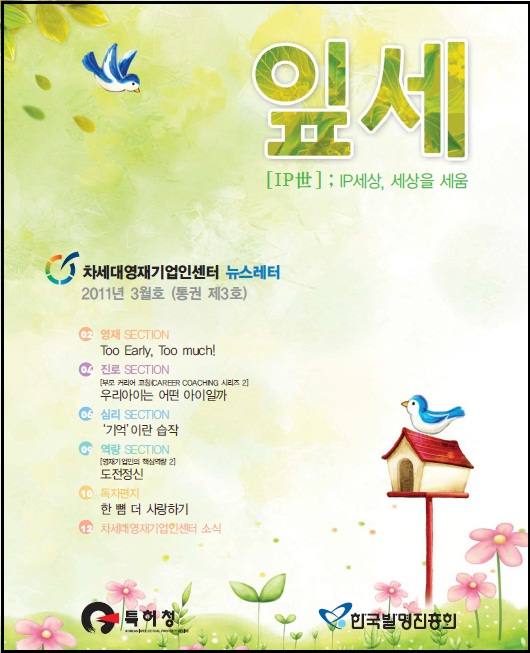 잎세
[IP世] ; IP세상, 세상을 세움
차세대영재기업인센터 뉴스레터
2011년 3월호 (통권 제3호)
02 영재 SECTION
Too Early, Too much!
04 진로 SECTION
[부모 커리어 코칭(CAREER COACHING 시리즈 2]
우리아이는 어떤 아이일까
06 심리 SECTION
'기억'이란 습작
09 역량 SECTION
[영재기업인의 핵심역량 2]
도전정신
10 독자편지
한 뼘 더 사랑하기
12 차세대영재기업인센터 소식
특허청
KOREAN INTELLECTUAL PROPERTY OFFICE
한국발명진흥회